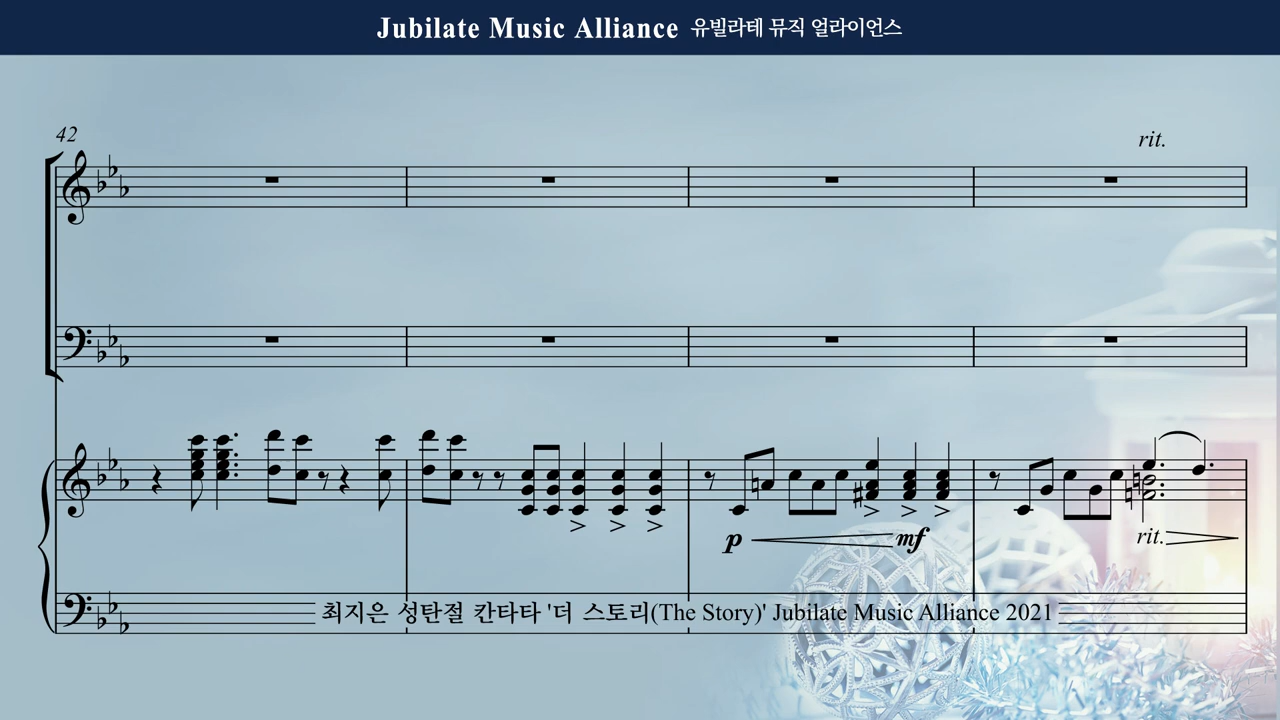 Jubilate Music Alliance 유빌라테 뮤직 얼라이언스
42
rit.
p mf
rit.
최지은 성탄절 칸타타 '더 스토리(The Story)' Jubilate Music Alliance 2021